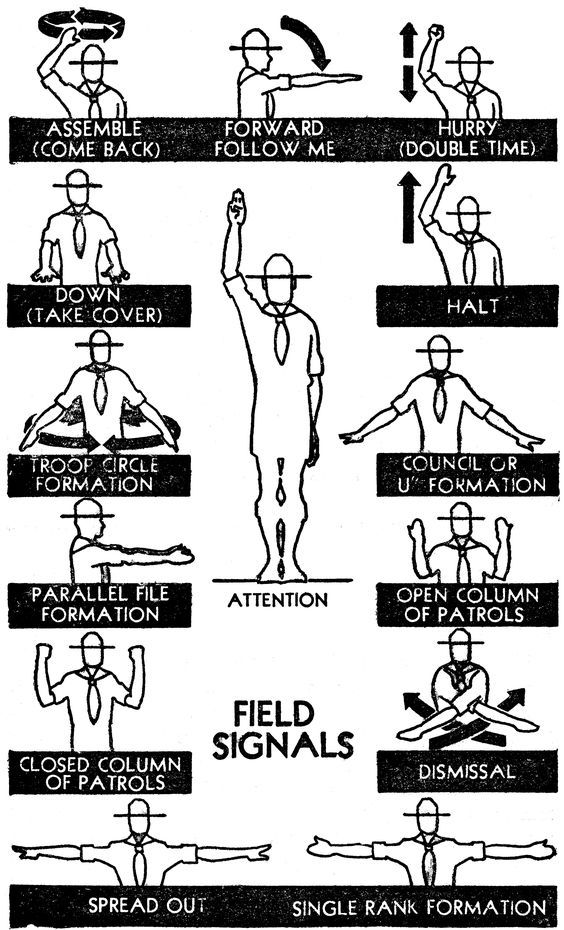 ASSEMBLE
(COME BACK)
FORWARD
FOLLOW ME
HURRY
(DOUBLE TIME)
DOWN
(TAKE COVER)
HALT
TROOP CIRCLE
FORMATION
COUNCIL OR
U" FORMATION
PARALLEL FILE
FORMATION
ATTENTION
OPEN COLUMN
OF PATROLS
CLOSED COLUMN
OF PATROLS
FIELD
SIGNALS
DISMISSAL
SPREAD OUT
SINGLE RANK FORMATION